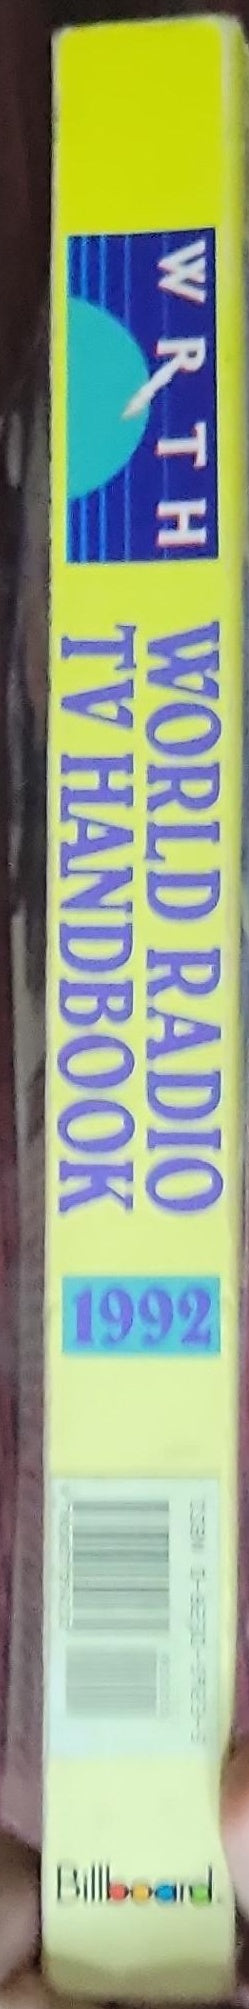 WRTH
WORLD RADIO
TV HANDBOOK
1992
Billboard.